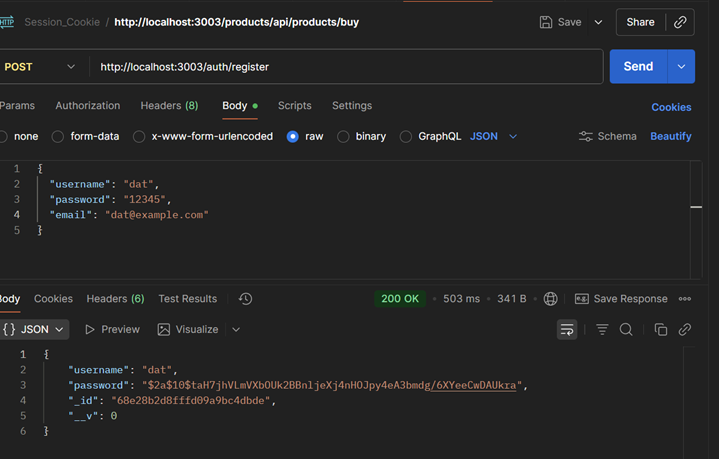 HTTP Session_Cookie / http://localhost:3003/products/api/products/buy Save Share
POST http://localhost:3003/auth/register Send
Params Authorization Headers (8) Body Scripts Settings Cookies
none form-data x-www-form-urlencoded raw binary GraphQL JSON Schema Beautify
1 {
2 "username": "dat",
3 "password": "12345",
4 "email": "dat@example.com"
5 }
Body Cookies Headers (6) Test Results 200 OK • 503 ms • 341 B Save Response
{} JSON Preview Visualize
1 {
2 "username": "dat",
3 "password": "$2a$10$taH7jhVLmVXbOUk2BBnljeXj4nHOJpy4eA3bmdg/6XYeeCwDAUkra",
4 "_id": "68e28b2d8fffd09a9bc4dbde",
5 "__v": 0
6 }